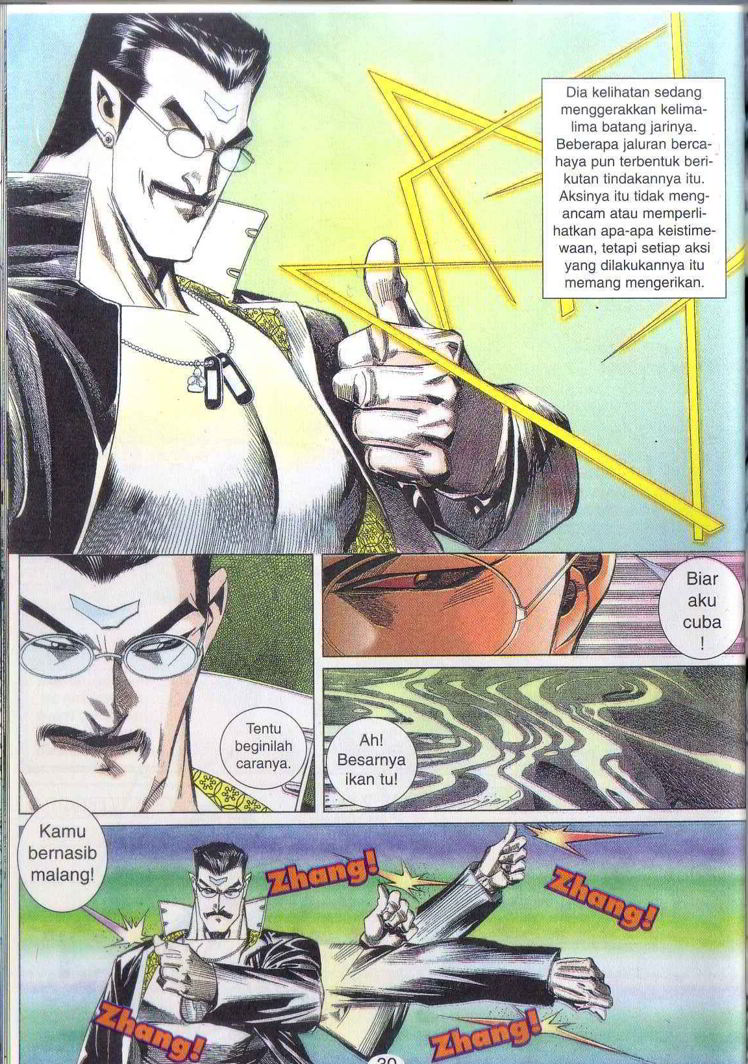 Dia kelihatan sedang
menggerakkan kelima-
lima batang jarinya.
Beberapa jaluran berca-
haya pun terbentuk beri-
kutan tindakannya itu.
Aksinya itu tidak meng-
ancam atau memperli-
hatkan apa-apa keistime-
waan, tetapi setiap aksi
yang dilakukannya itu
memang mengerikan.
Biar
aku
cuba
!
Tentu
beginilah
caranya.
Ah!
Besarnya
ikan tu!
Kamu
bernasib
malang!
Zhang!
Zhang!
Zhang!
Zhang!
30